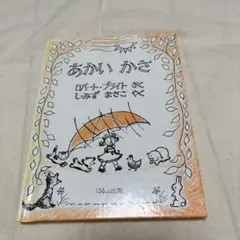 あかい かさ
ロバート・ブライト さく
しみず まさこ やく
ほるぷ出版